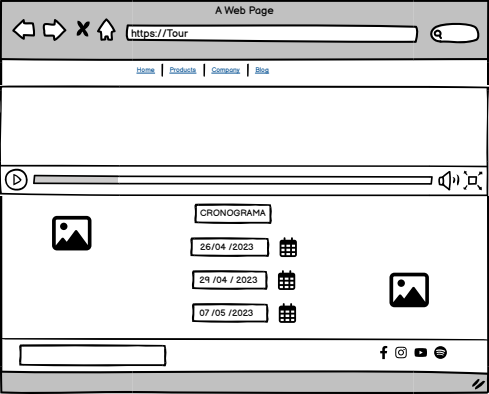 A Web Page
https://Tour
Home Products Company Blog
CRONOGRAMA
26/04 /2023
29 /04 / 2023
07 /05 /2023